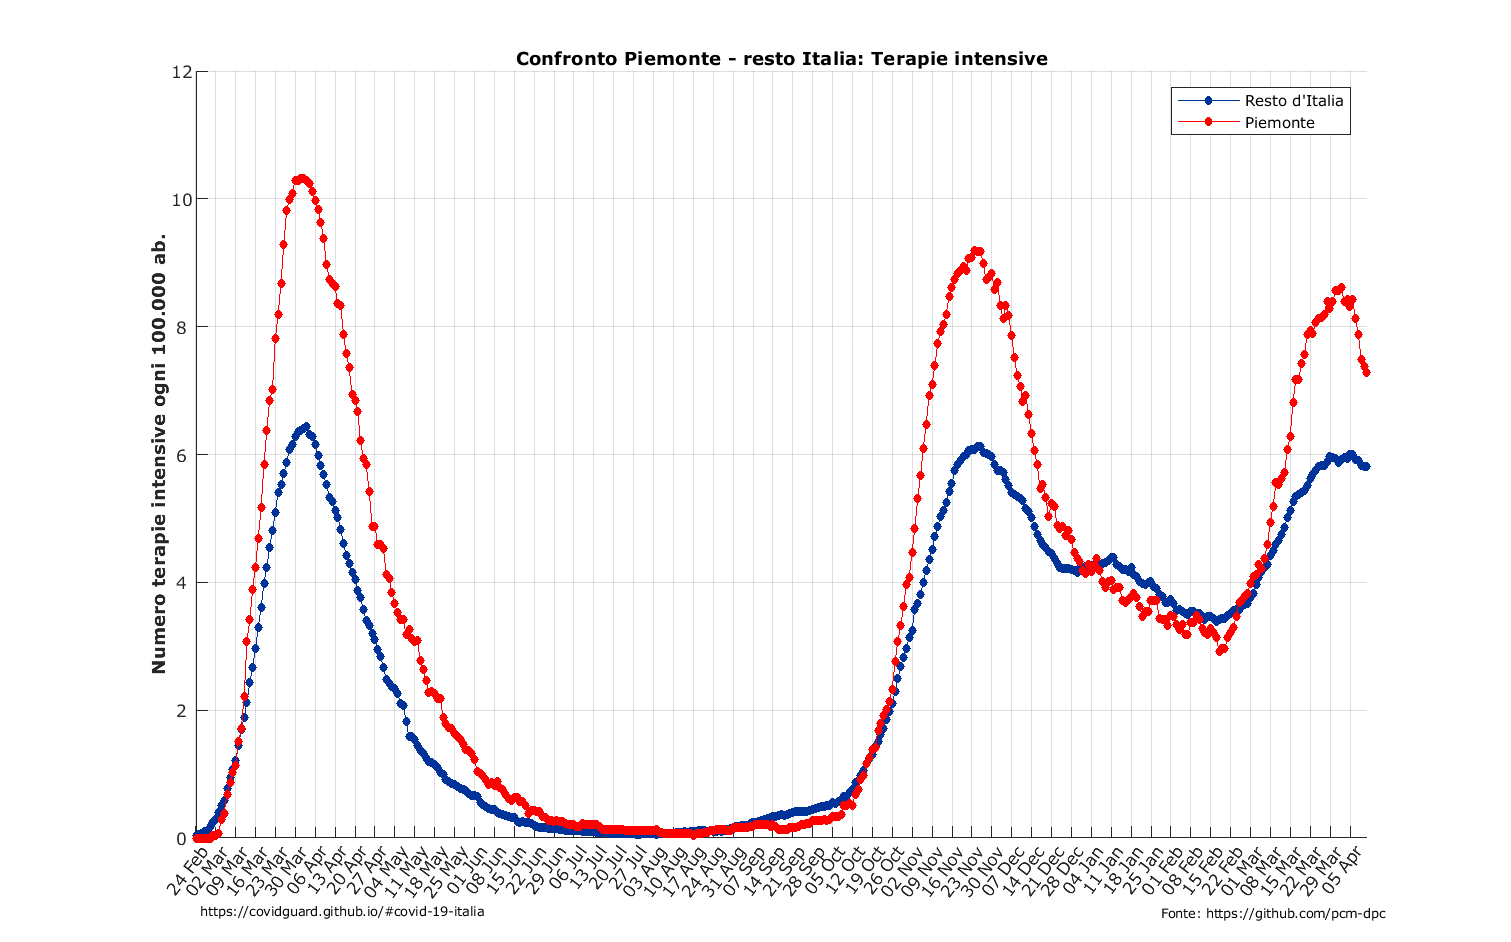 Confronto Piemonte - resto Italia: Terapie intensive
Resto d'Italia
Piemonte
Numero terapie intensive ogni 100.000 ab.
12
10
8
6
4
2
0
24 Feb
02 Mar
09 Mar
16 Mar
23 Mar
30 Mar
06 Apr
13 Apr
20 Apr
27 Apr
04 May
11 May
18 May
25 May
01 Jun
08 Jun
15 Jun
22 Jun
29 Jun
06 Jul
13 Jul
20 Jul
27 Jul
03 Aug
10 Aug
17 Aug
24 Aug
31 Aug
07 Sep
14 Sep
21 Sep
28 Sep
05 Oct
12 Oct
19 Oct
26 Oct
02 Nov
09 Nov
16 Nov
23 Nov
30 Nov
07 Dec
14 Dec
21 Dec
28 Dec
04 Jan
11 Jan
18 Jan
25 Jan
01 Feb
08 Feb
15 Feb
22 Feb
01 Mar
08 Mar
15 Mar
22 Mar
29 Mar
05 Apr
https://covidguard.github.io/#covid-19-italia
Fonte: https://github.com/pcm-dpc